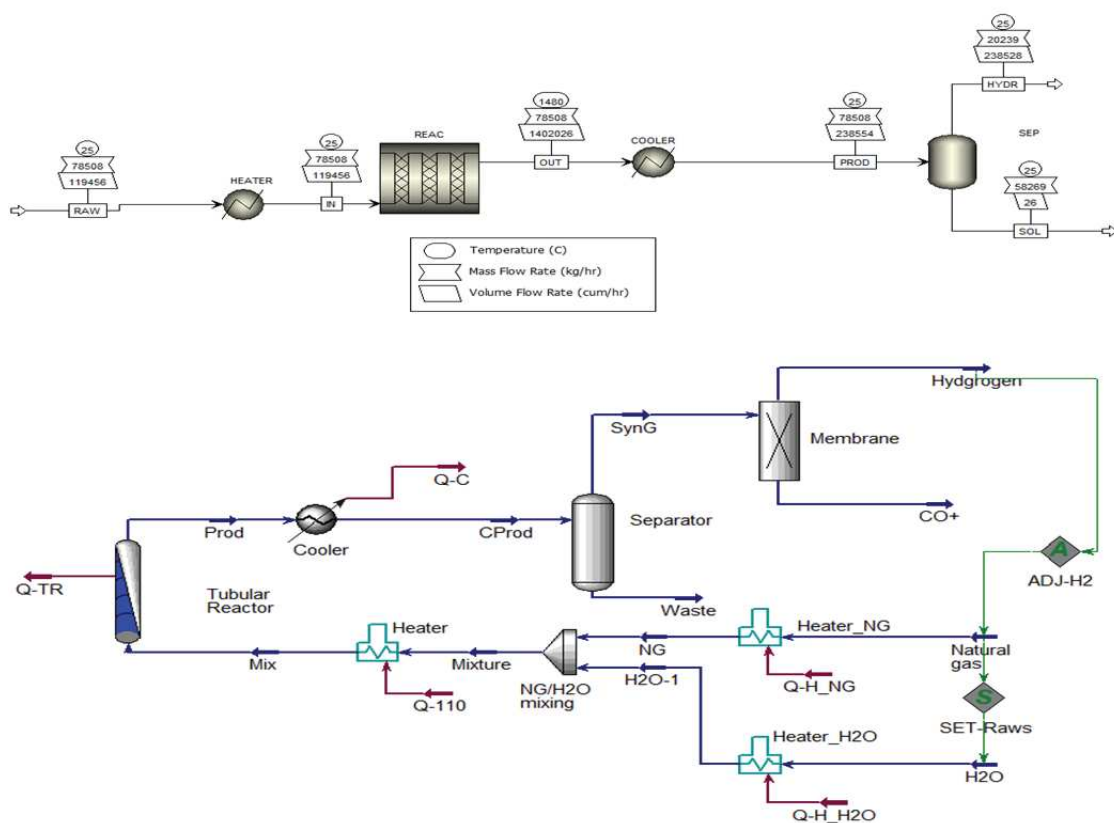 25
78508
119456
RAW
HEATER
25
78508
119456
IN
REAC
1480
78508
1402026
OUT
COOLER
25
78508
238554
PROD
25
20239
238528
HYDR
SEP
25
58269
26
SOL
Temperature (C)
Mass Flow Rate (kg/hr)
Volume Flow Rate (cum/hr)
Hydgrogen
SynG
Membrane
Q-C
CO+
Prod
Cooler
CProd
Separator
A
ADJ-H2
Q-TR
Tubular
Reactor
Waste
Heater
Heater_NG
Mix
Mixture
NG
Natural
gas
Q-110
NG/H2O
mixing
H2O-1
Q-H_NG
S
SET-Raws
Heater_H2O
H2O
Q-H_H2O